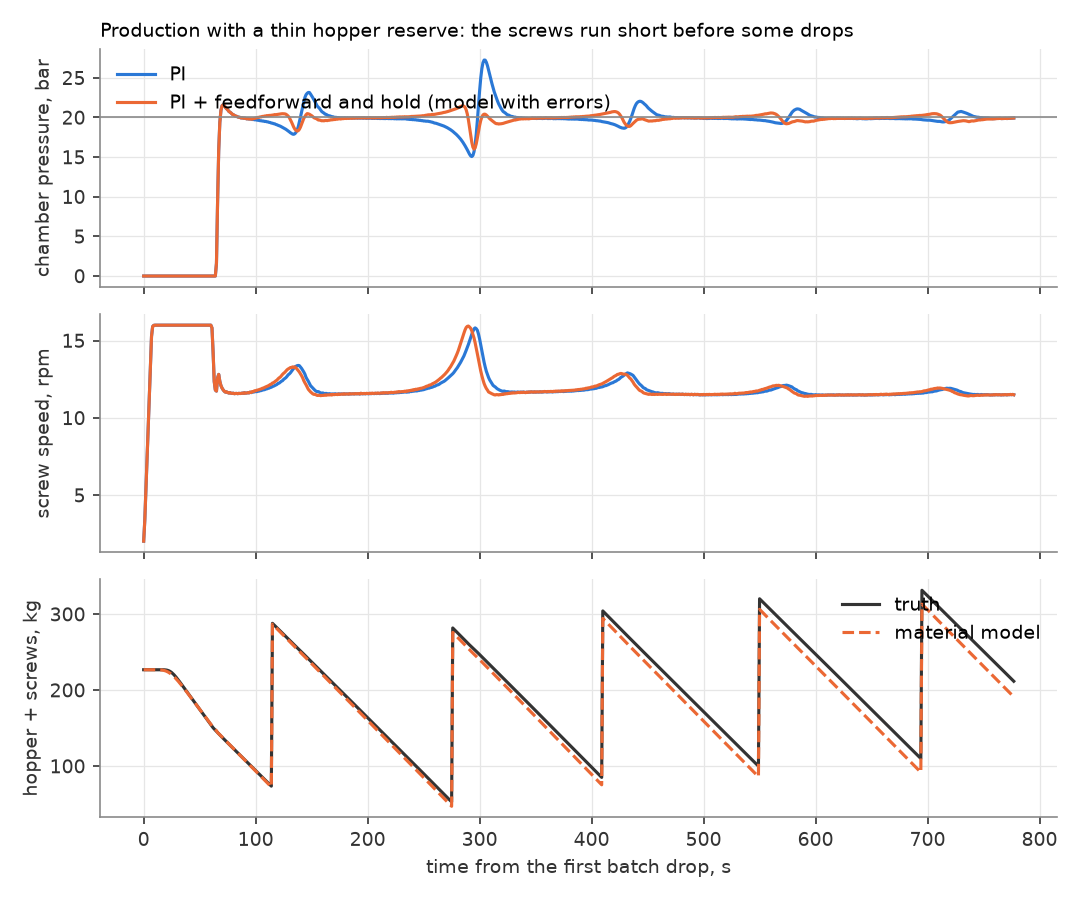 Production with a thin hopper reserve: the screws run short before some drops
chamber pressure, bar
25
20
15
10
5
0
PI
PI + feedforward and hold (model with errors)
screw speed, rpm
15
10
5
hopper + screws, kg
300
200
100
truth
material model
0 100 200 300 400 500 600 700 800
time from the first batch drop, s